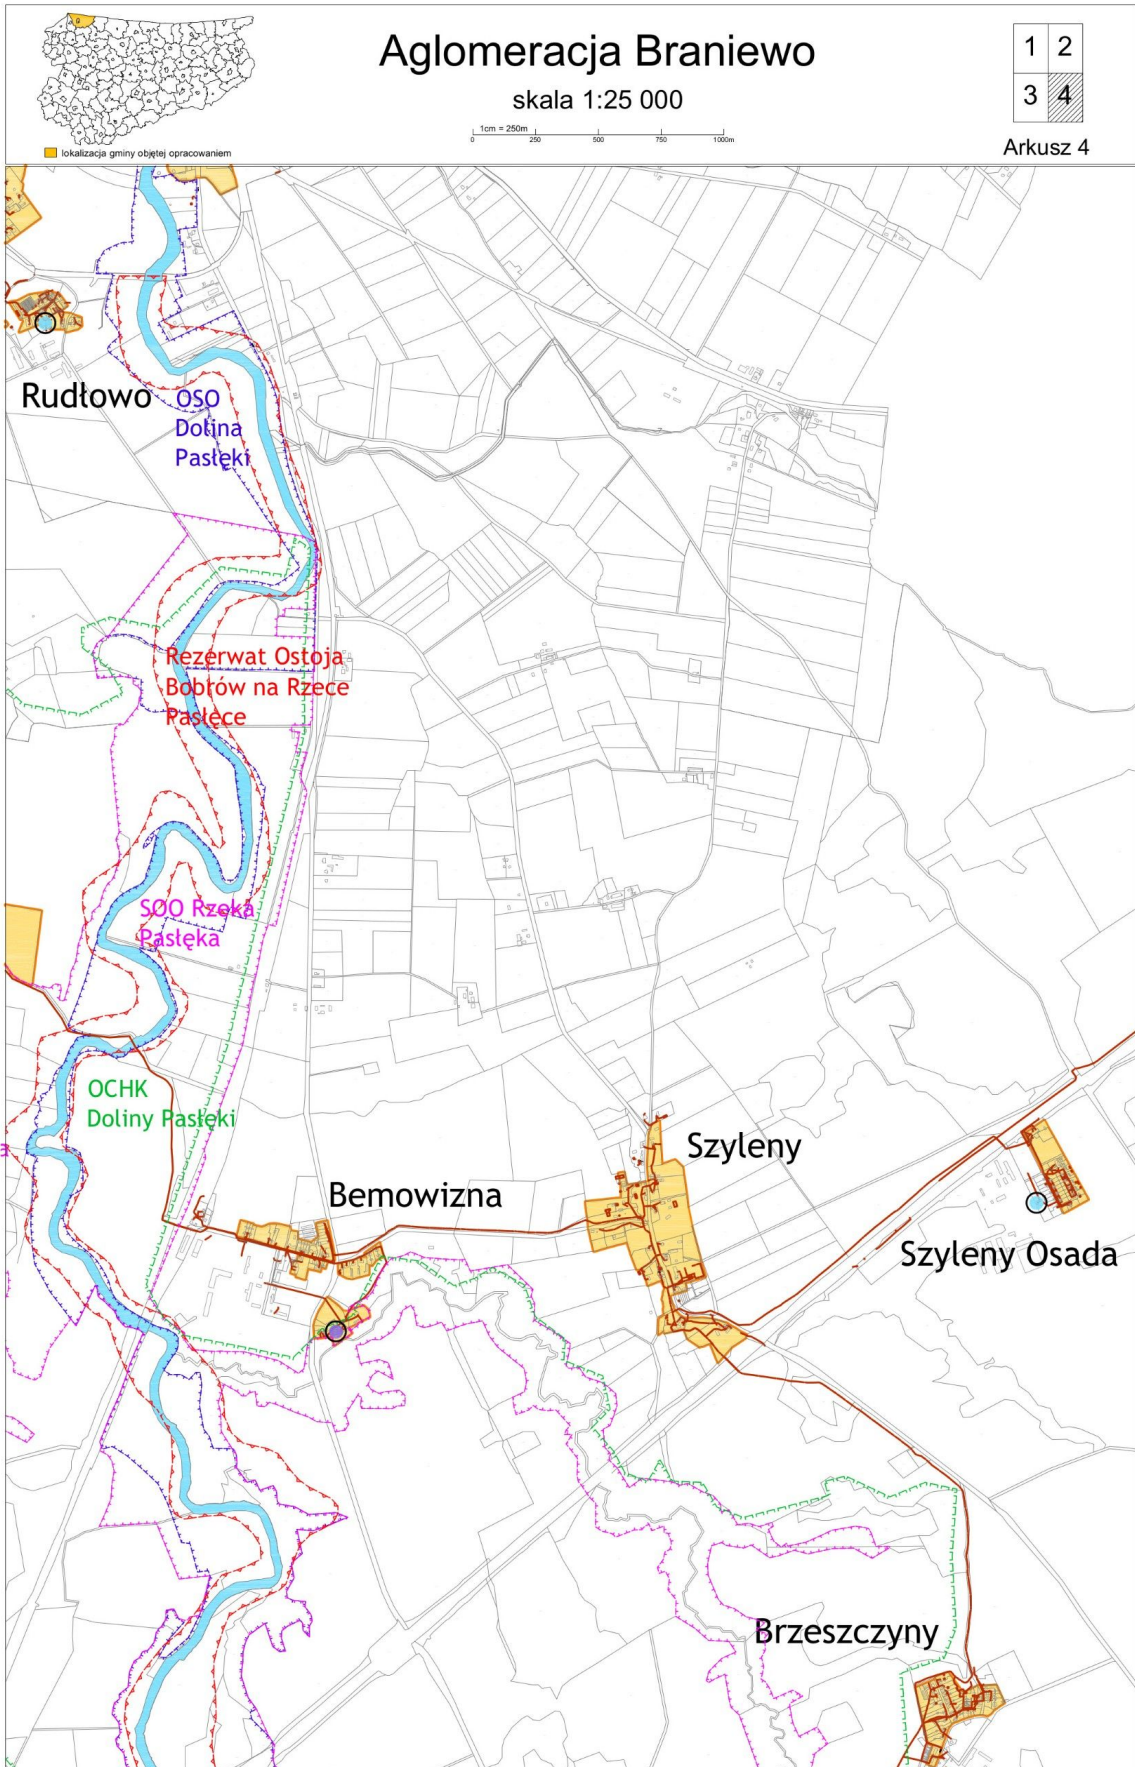 Aglomeracja Braniewo
skala 1:25 000
1cm = 250m
0 250 500 750 1000m
lokalizacja gminy objętej opracowaniem
1 2
3 4
Arkusz 4
Rudłowo
OSO
Dolina
Pasłęki
Rezerwat Ostoja
Bobrów na Rzece
Pasłęce
SOO Rzeka
Pasłęka
OCHK
Doliny Pasłęki
Szyleny
Bemowizna
Szyleny Osada
Brzeszczyny